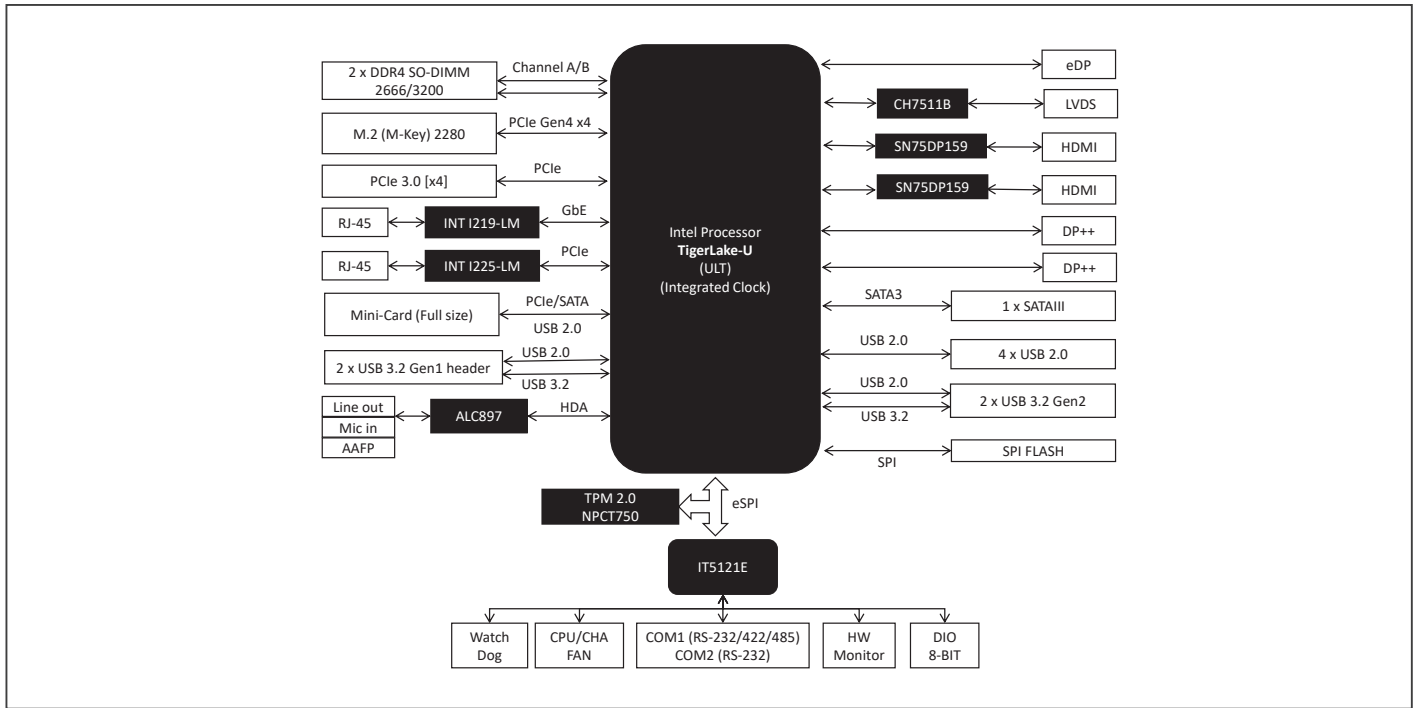 2 x DDR4 SO-DIMM
2666/3200
Channel A/B
M.2 (M-Key) 2280
PCIe Gen4 x4
PCIe 3.0 [x4]
PCIe
RJ-45
INT I219-LM
GbE
RJ-45
INT I225-LM
PCIe
Mini-Card (Full size)
PCIe/SATA
USB 2.0
2 x USB 3.2 Gen1 header
USB 2.0
USB 3.2
Line out
Mic in
AAFP
ALC897
HDA
Intel Processor
TigerLake-U
(ULT)
(Integrated Clock)
eDP
CH7511B
LVDS
SN75DP159
HDMI
SN75DP159
HDMI
DP++
DP++
SATA3
1 x SATAIII
USB 2.0
4 x USB 2.0
USB 2.0
USB 3.2
2 x USB 3.2 Gen2
SPI
SPI FLASH
TPM 2.0
NPCT750
eSPI
IT5121E
Watch
Dog
CPU/CHA
FAN
COM1 (RS-232/422/485)
COM2 (RS-232)
HW
Monitor
DIO
8-BIT